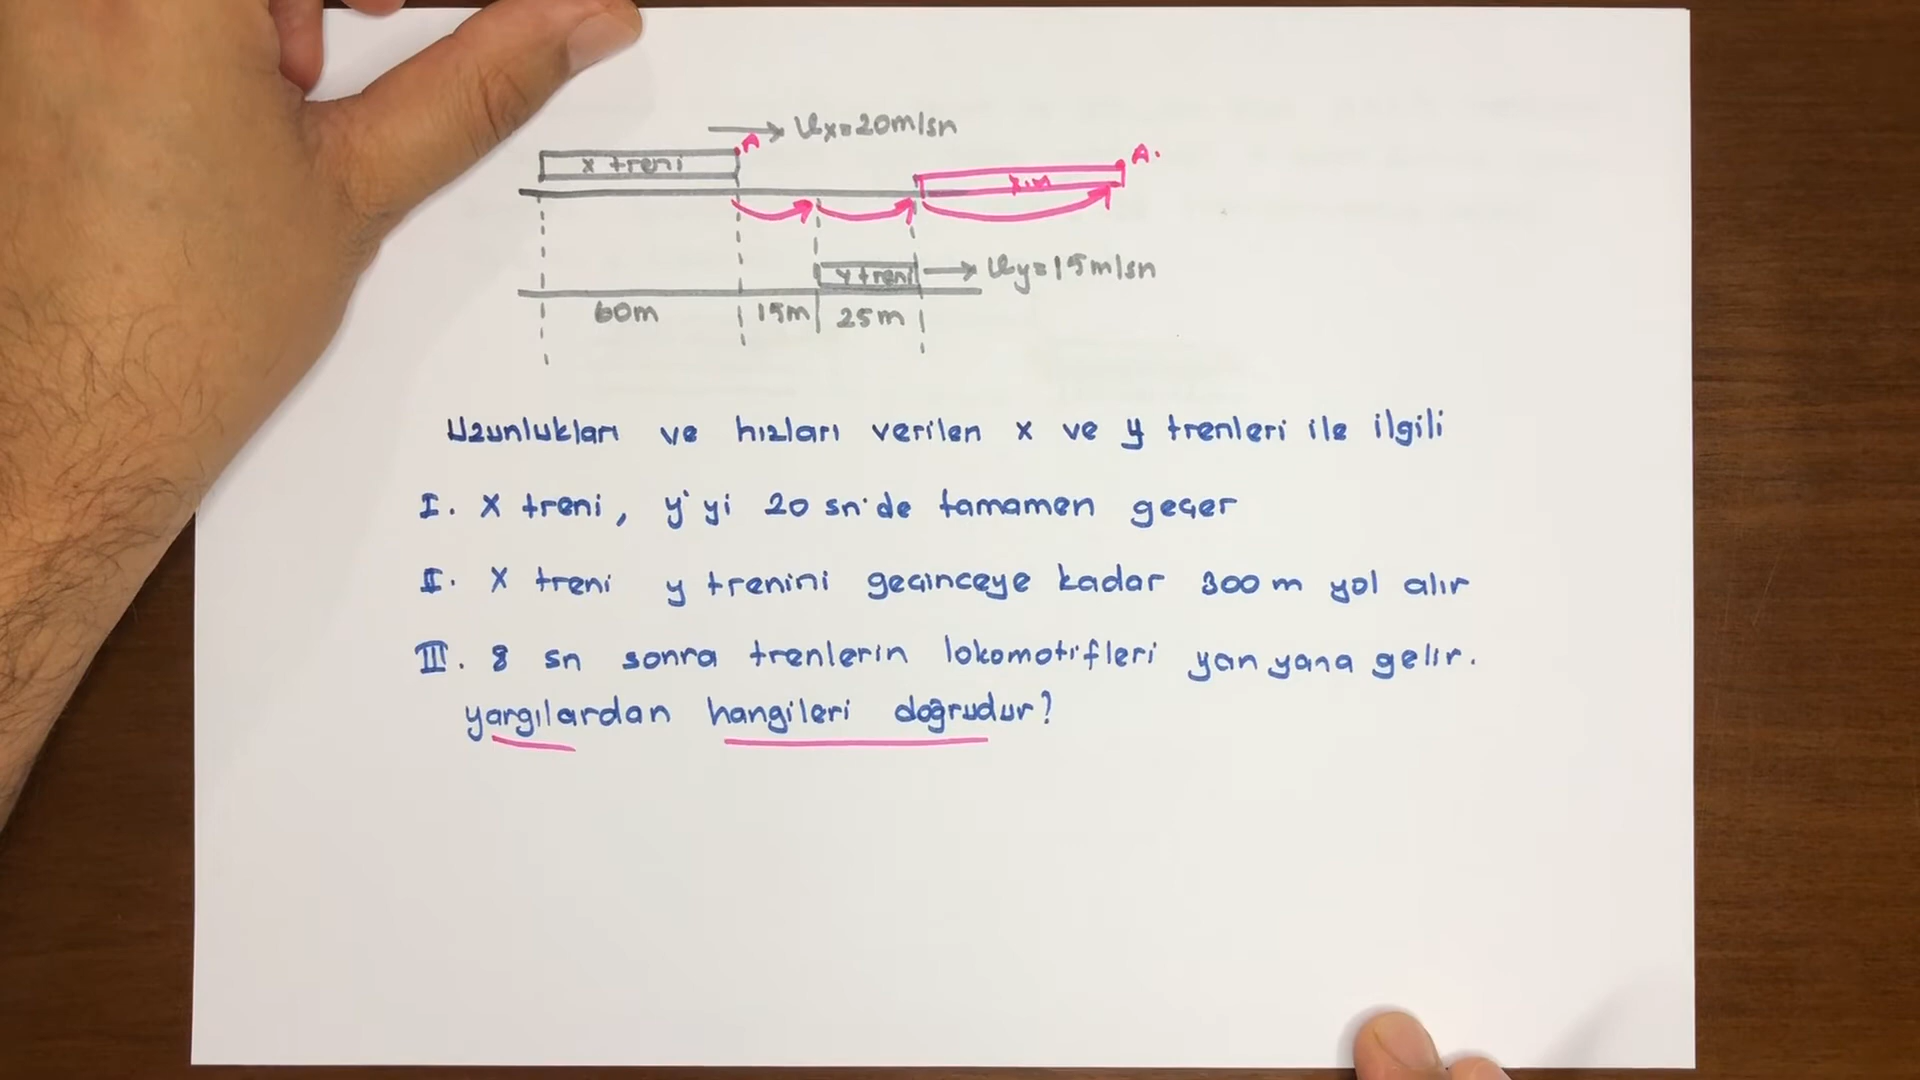 ϑx=20m/sn
A
x treni
A.
y treni
ϑy=15m/sn
60m 15m 25m
Uzunlukları ve hızları verilen x ve y trenleri ile ilgili
I. X treni, y'yi 20 sn'de tamamen geçer
II. X treni y trenini geçinceye kadar 300 m yol alır
III. 8 sn sonra trenlerin lokomotifleri yan yana gelir.
yargılardan hangileri doğrudur?